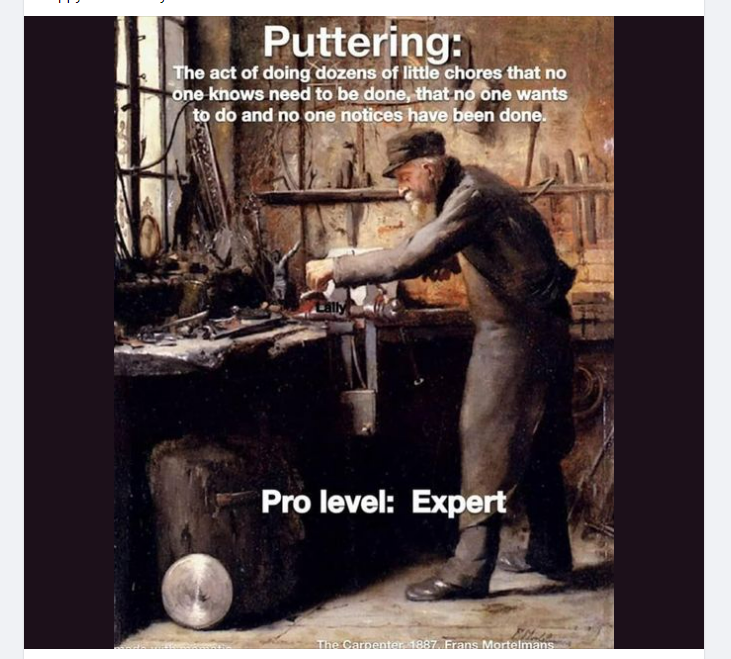 Puttering:
The act of doing dozens of little chores that no
one knows need to be done, that no one wants
to do and no one notices have been done.
Lally
Pro level: Expert
made with mematic
The Carpenter, 1887, Frans Mortelmans